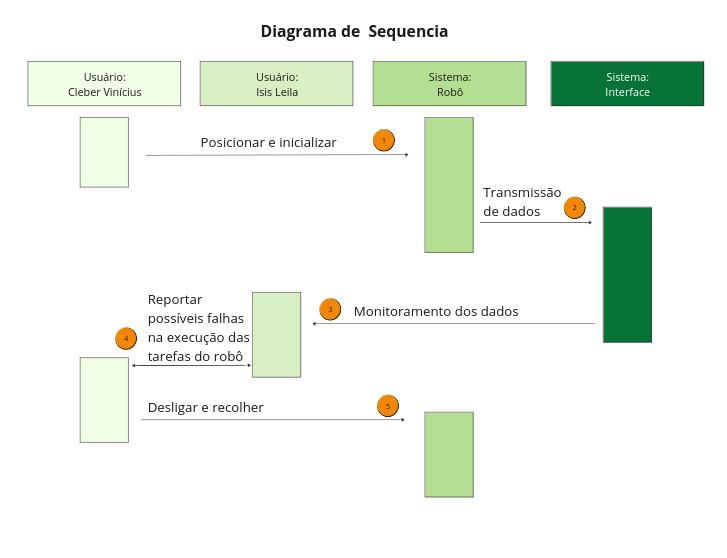 Diagrama de Sequencia
Usuário:
Cleber Vinícius
Usuário:
Isis Leila
Sistema:
Robô
Sistema:
Interface
Posicionar e inicializar
1
Transmissão
de dados
2
Reportar
possíveis falhas
na execução das
tarefas do robô
4
3
Monitoramento dos dados
Desligar e recolher
5